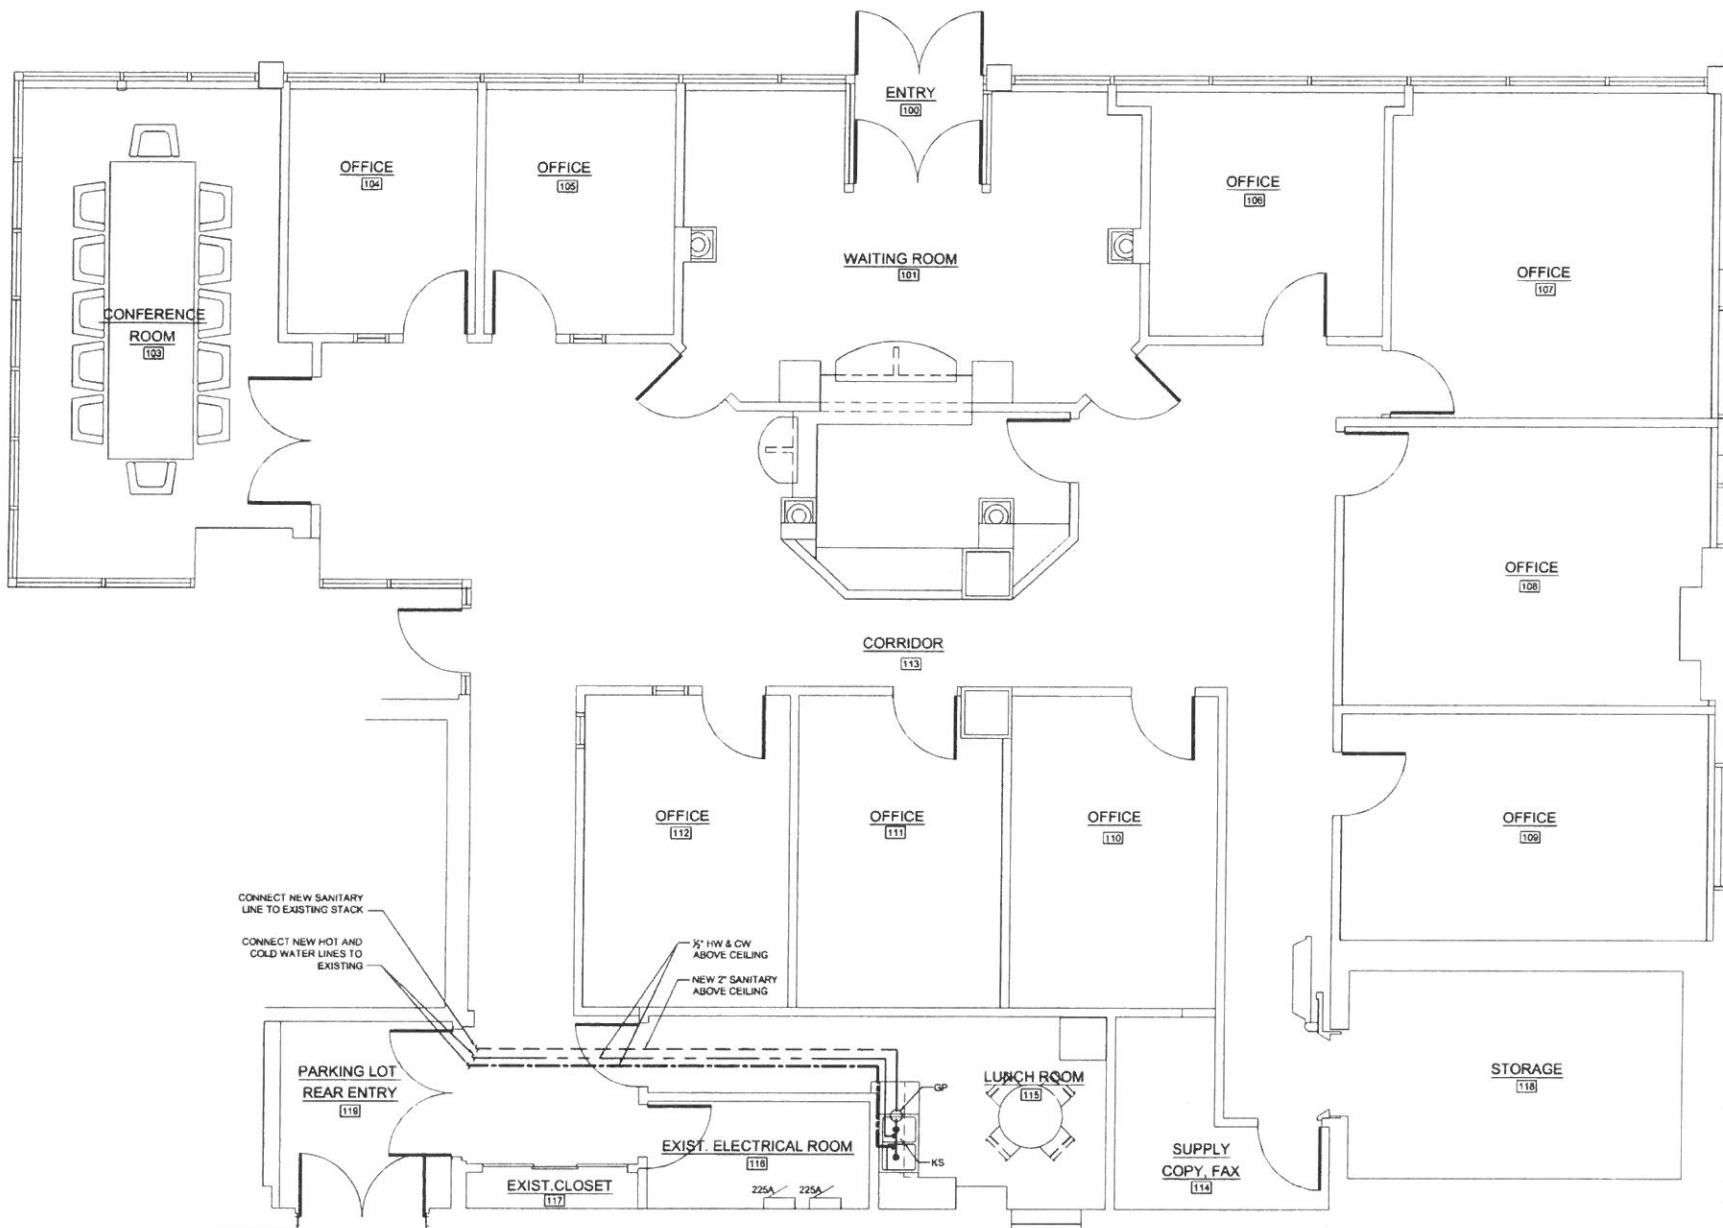 ENTRY
100
OFFICE
104
OFFICE
105
OFFICE
106
WAITING ROOM
101
OFFICE
107
CONFERENCE
ROOM
103
OFFICE
108
CORRIDOR
113
OFFICE
112
OFFICE
111
OFFICE
110
OFFICE
109
CONNECT NEW SANITARY
LINE TO EXISTING STACK
CONNECT NEW HOT AND
COLD WATER LINES TO
EXISTING
½" HW & CW
ABOVE CEILING
NEW 2" SANITARY
ABOVE CEILING
PARKING LOT
REAR ENTRY
119
LUNCH ROOM
115
GP
KS
STORAGE
118
EXIST. ELECTRICAL ROOM
116
SUPPLY
COPY, FAX
114
EXIST.CLOSET
117
225A
225A